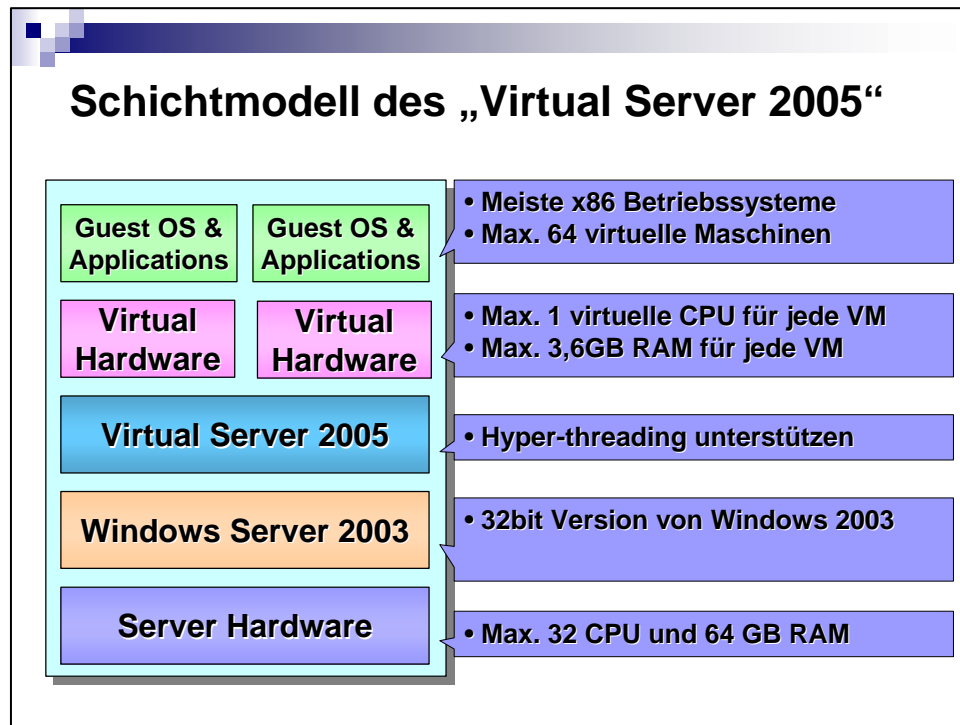 Schichtmodell des „Virtual Server 2005“
Guest OS &
Applications
Guest OS &
Applications
• Meiste x86 Betriebssysteme
• Max. 64 virtuelle Maschinen
Virtual
Hardware
Virtual
Hardware
• Max. 1 virtuelle CPU für jede VM
• Max. 3,6GB RAM für jede VM
Virtual Server 2005
• Hyper-threading unterstützen
Windows Server 2003
• 32bit Version von Windows 2003
Server Hardware
• Max. 32 CPU und 64 GB RAM